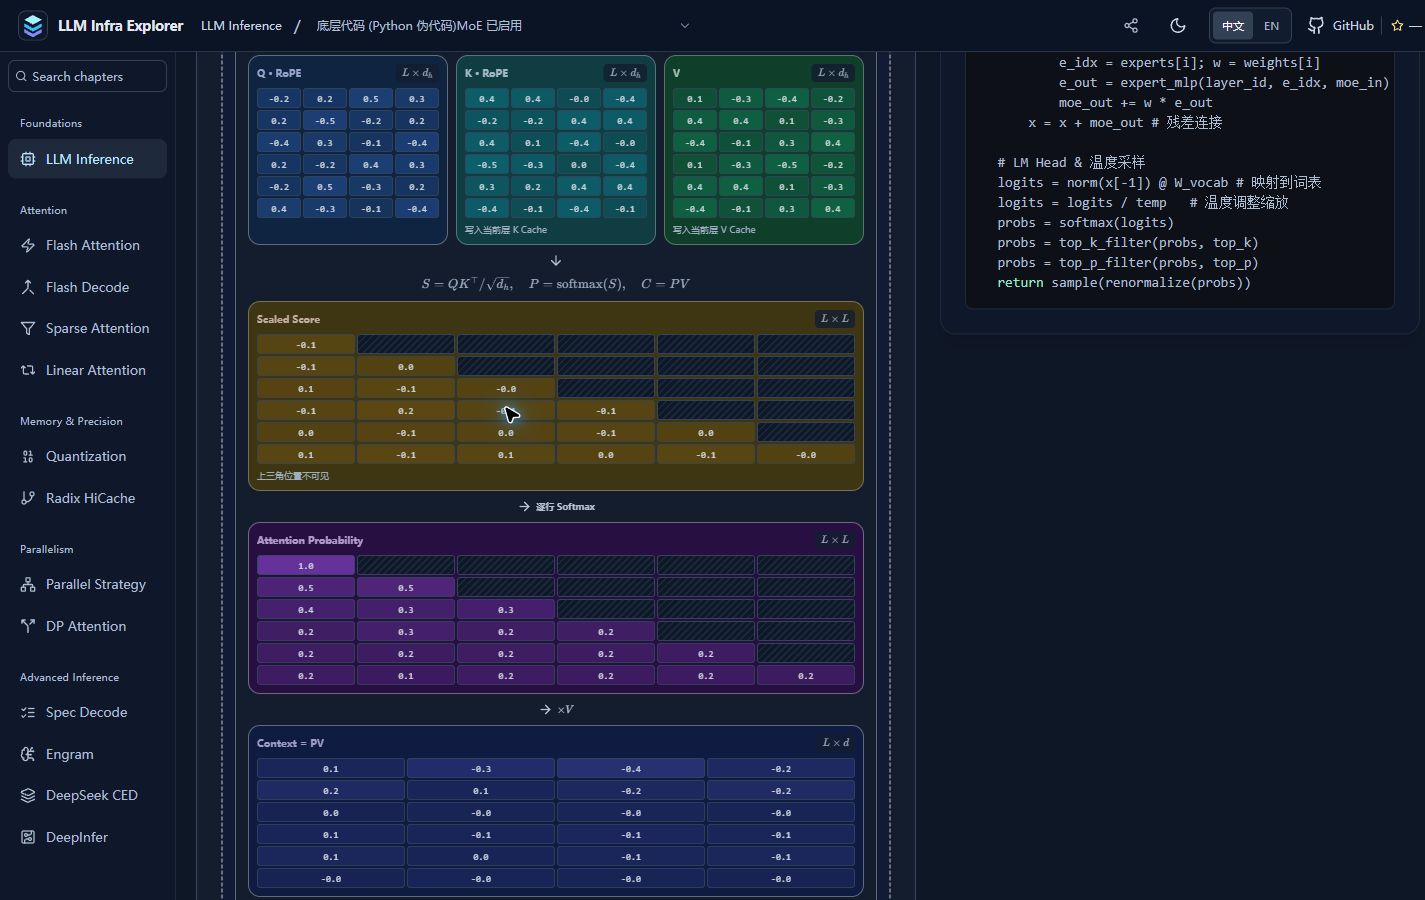 LLM Infra Explorer
LLM Inference / 底层代码 (Python 伪代码)MoE 已启用
中文 EN GitHub
Search chapters
Foundations
LLM Inference
Attention
Flash Attention
Flash Decode
Sparse Attention
Linear Attention
Memory & Precision
Quantization
Radix HiCache
Parallelism
Parallel Strategy
DP Attention
Advanced Inference
Spec Decode
Engram
DeepSeek CED
DeepInfer
Q • RoPE L × dₕ
-0.2 0.2 0.5 0.3
0.2 -0.5 -0.2 0.2
-0.4 0.3 -0.1 -0.4
0.2 -0.2 0.4 0.3
-0.2 0.5 -0.3 0.2
0.4 -0.3 -0.1 -0.4
K • RoPE L × dₕ
0.4 0.4 -0.0 -0.4
-0.2 -0.2 0.4 0.4
0.4 0.1 -0.4 -0.0
-0.5 -0.3 0.0 -0.4
0.3 0.2 0.4 0.4
-0.4 -0.1 -0.4 -0.1
写入当前层 K Cache
V L × dₕ
0.1 -0.3 -0.4 -0.2
0.4 0.4 0.1 -0.3
-0.4 -0.1 0.3 -0.4
0.1 -0.3 -0.5 -0.2
0.4 0.4 0.1 -0.3
-0.4 -0.1 0.3 0.4
写入当前层 V Cache
S = QK⊤/√dₕ, P = softmax(S), C = PV
Scaled Score L × L
-0.1
-0.1 0.0
0.1 -0.1 -0.0
-0.1 0.2 -0.1
0.0 -0.1 0.0 -0.1 0.0
0.1 -0.1 0.1 0.0 -0.1 -0.0
上三角位置不可见
→ 逐行 Softmax
Attention Probability L × L
1.0
0.5 0.5
0.4 0.3 0.3
0.2 0.3 0.2 0.2
0.2 0.2 0.2 0.2 0.2
0.2 0.1 0.2 0.2 0.2 0.2
→ ×V
Context = PV L × d
0.1 -0.3 -0.4 -0.2
0.2 0.1 -0.2 -0.2
0.0 -0.0 -0.0 -0.0
0.1 -0.1 -0.1 -0.1
0.1 0.0 -0.1 -0.1
-0.0 -0.0 -0.0 -0.0
e_idx = experts[i]; w = weights[i]
e_out = expert_mlp(layer_id, e_idx, moe_in)
moe_out += w * e_out
x = x + moe_out # 残差连接
# LM Head & 温度采样
logits = norm(x[-1]) @ W_vocab # 映射到词表
logits = logits / temp # 温度调整缩放
probs = softmax(logits)
probs = top_k_filter(probs, top_k)
probs = top_p_filter(probs, top_p)
return sample(renormalize(probs))